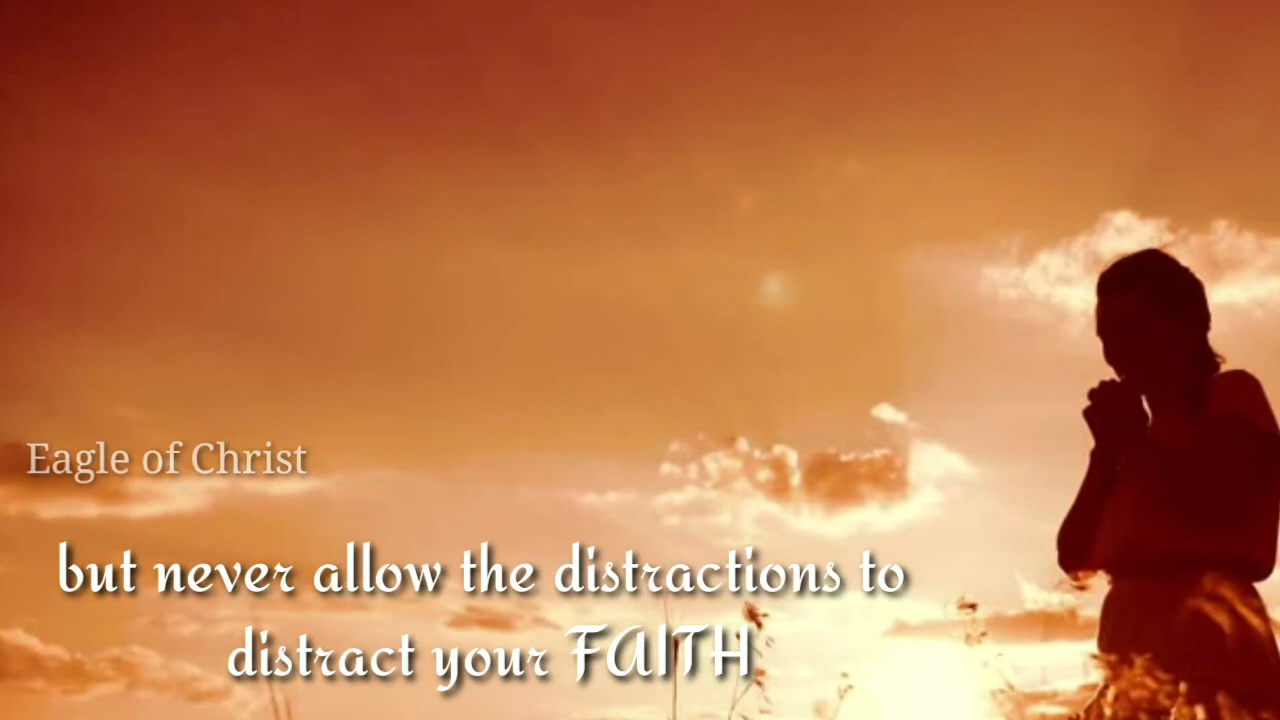 Eagle of Christ
but never allow the distractions to
distract your FAITH